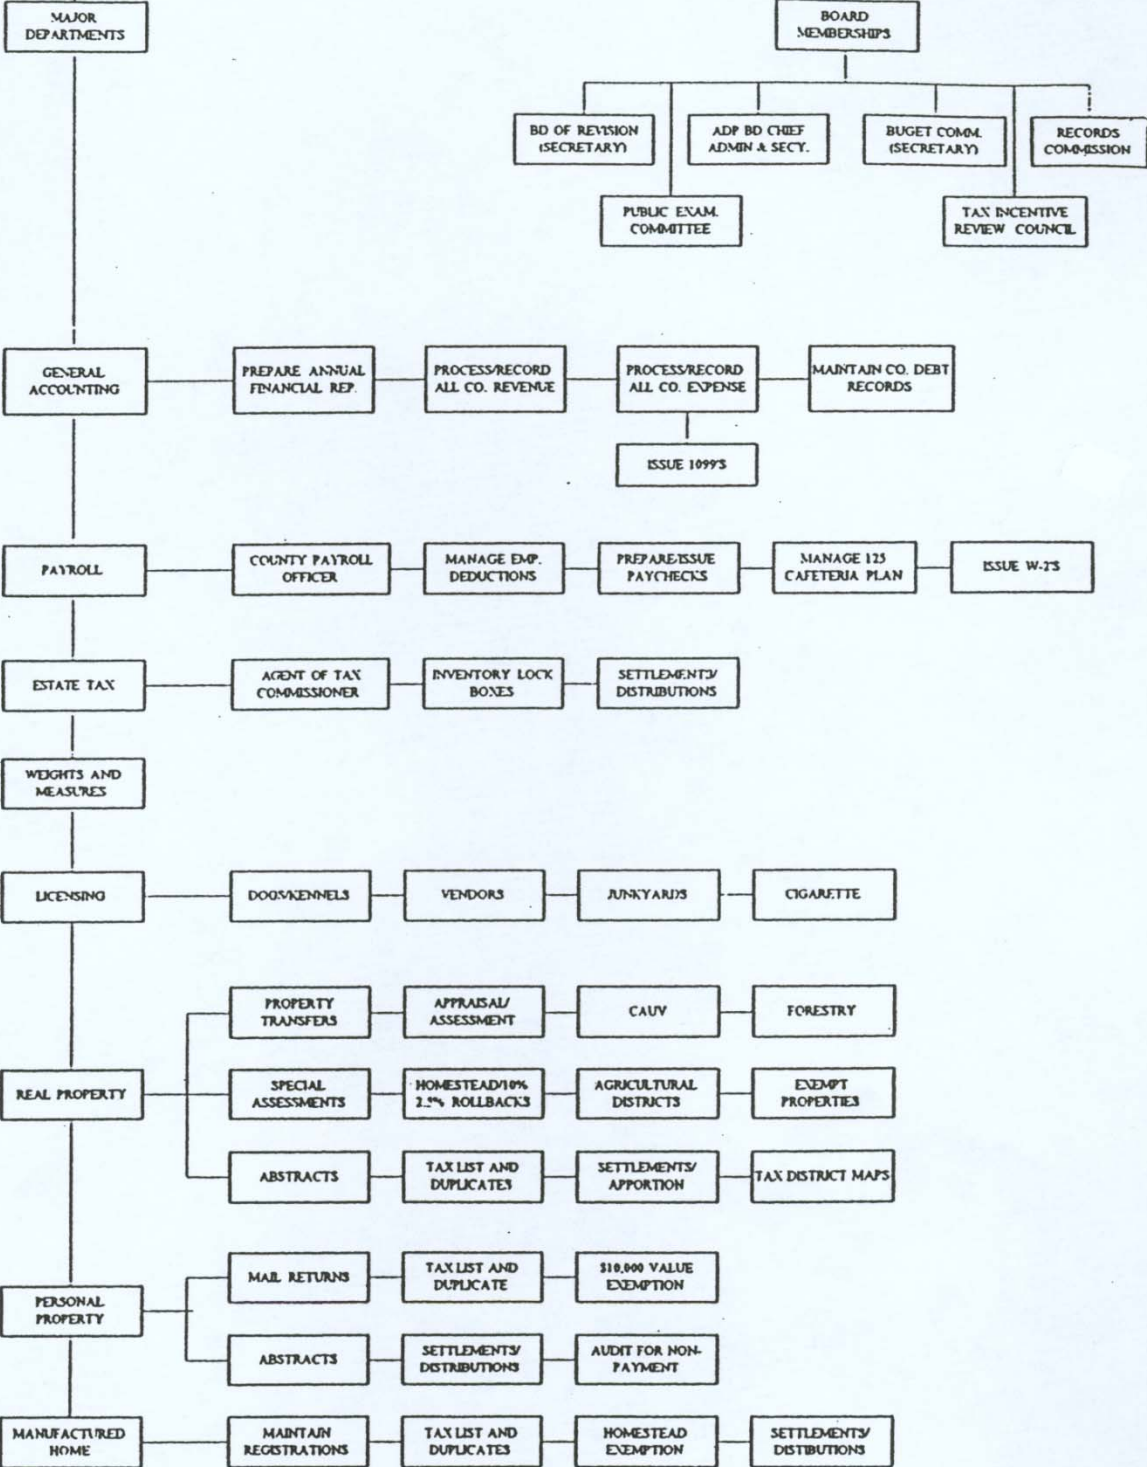 MAJOR
DEPARTMENTS
BOARD
MEMBERSHIPS
BD OF REVISION
(SECRETARY)
ADP BD CHIEF
ADMIN & SECY.
BUGET COMM.
(SECRETARY)
RECORDS
COMMISSION
PUBLIC EXAM.
COMMITTEE
TAX INCENTIVE
REVIEW COUNCIL
GENERAL
ACCOUNTING
PREPARE ANNUAL
FINANCIAL REP.
PROCESS/RECORD
ALL CO. REVENUE
PROCESS/RECORD
ALL CO. EXPENSE
MAINTAIN CO. DEBT
RECORDS
ISSUE 1099'S
PAYROLL
COUNTY PAYROLL
OFFICER
MANAGE EMP.
DEDUCTIONS
PREPARE/ISSUE
PAYCHECKS
MANAGE 125
CAFETERIA PLAN
ISSUE W-2'S
ESTATE TAX
AGENT OF TAX
COMMISSIONER
INVENTORY LOCK
BOXES
SETTLEMENTS/
DISTRIBUTIONS
WEIGHTS AND
MEASURES
LICENSING
DOGS/KENNELS
VENDORS
JUNKYARDS
CIGARETTE
PROPERTY
TRANSFERS
APPRAISAL/
ASSESSMENT
CAUV
FORESTRY
REAL PROPERTY
SPECIAL
ASSESSMENTS
HOMESTEAD/10%
2.5% ROLLBACKS
AGRICULTURAL
DISTRICTS
EXEMPT
PROPERTIES
ABSTRACTS
TAX LIST AND
DUPLICATES
SETTLEMENTS/
APPORTION
TAX DISTRICT MAPS
PERSONAL
PROPERTY
MAIL RETURNS
TAX LIST AND
DUPLICATE
$10,000 VALUE
EXEMPTION
ABSTRACTS
SETTLEMENTS/
DISTRIBUTIONS
AUDIT FOR NON-
PAYMENT
MANUFACTURED
HOME
MAINTAIN
REGISTRATIONS
TAX LIST AND
DUPLICATES
HOMESTEAD
EXEMPTION
SETTLEMENTS/
DISTIBUTIONS